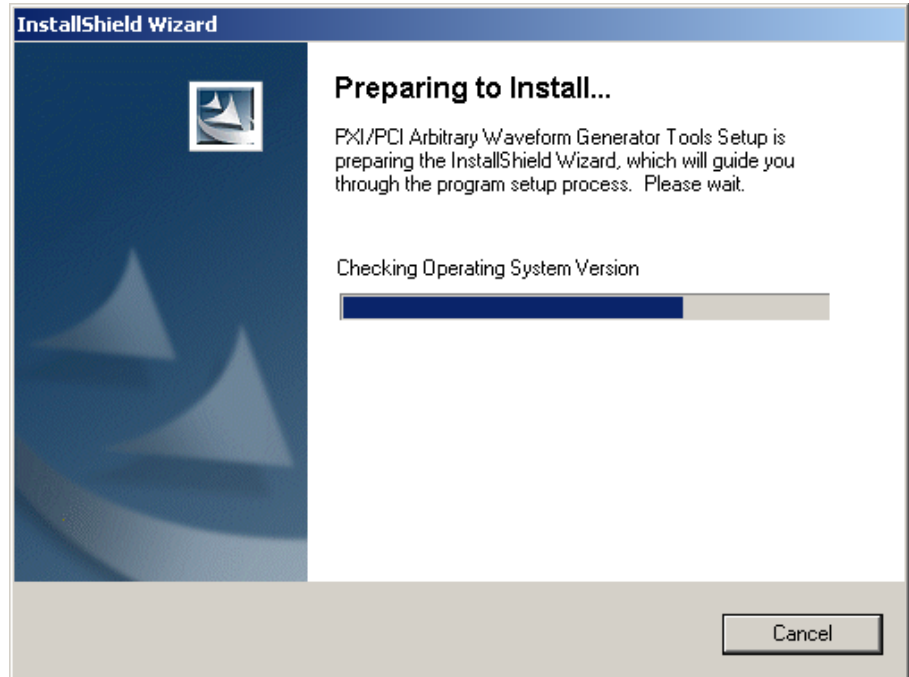 InstallShield Wizard
Preparing to Install...
PXI/PCI Arbitrary Waveform Generator Tools Setup is
preparing the InstallShield Wizard, which will guide you
through the program setup process.  Please wait.
Checking Operating System Version
Cancel